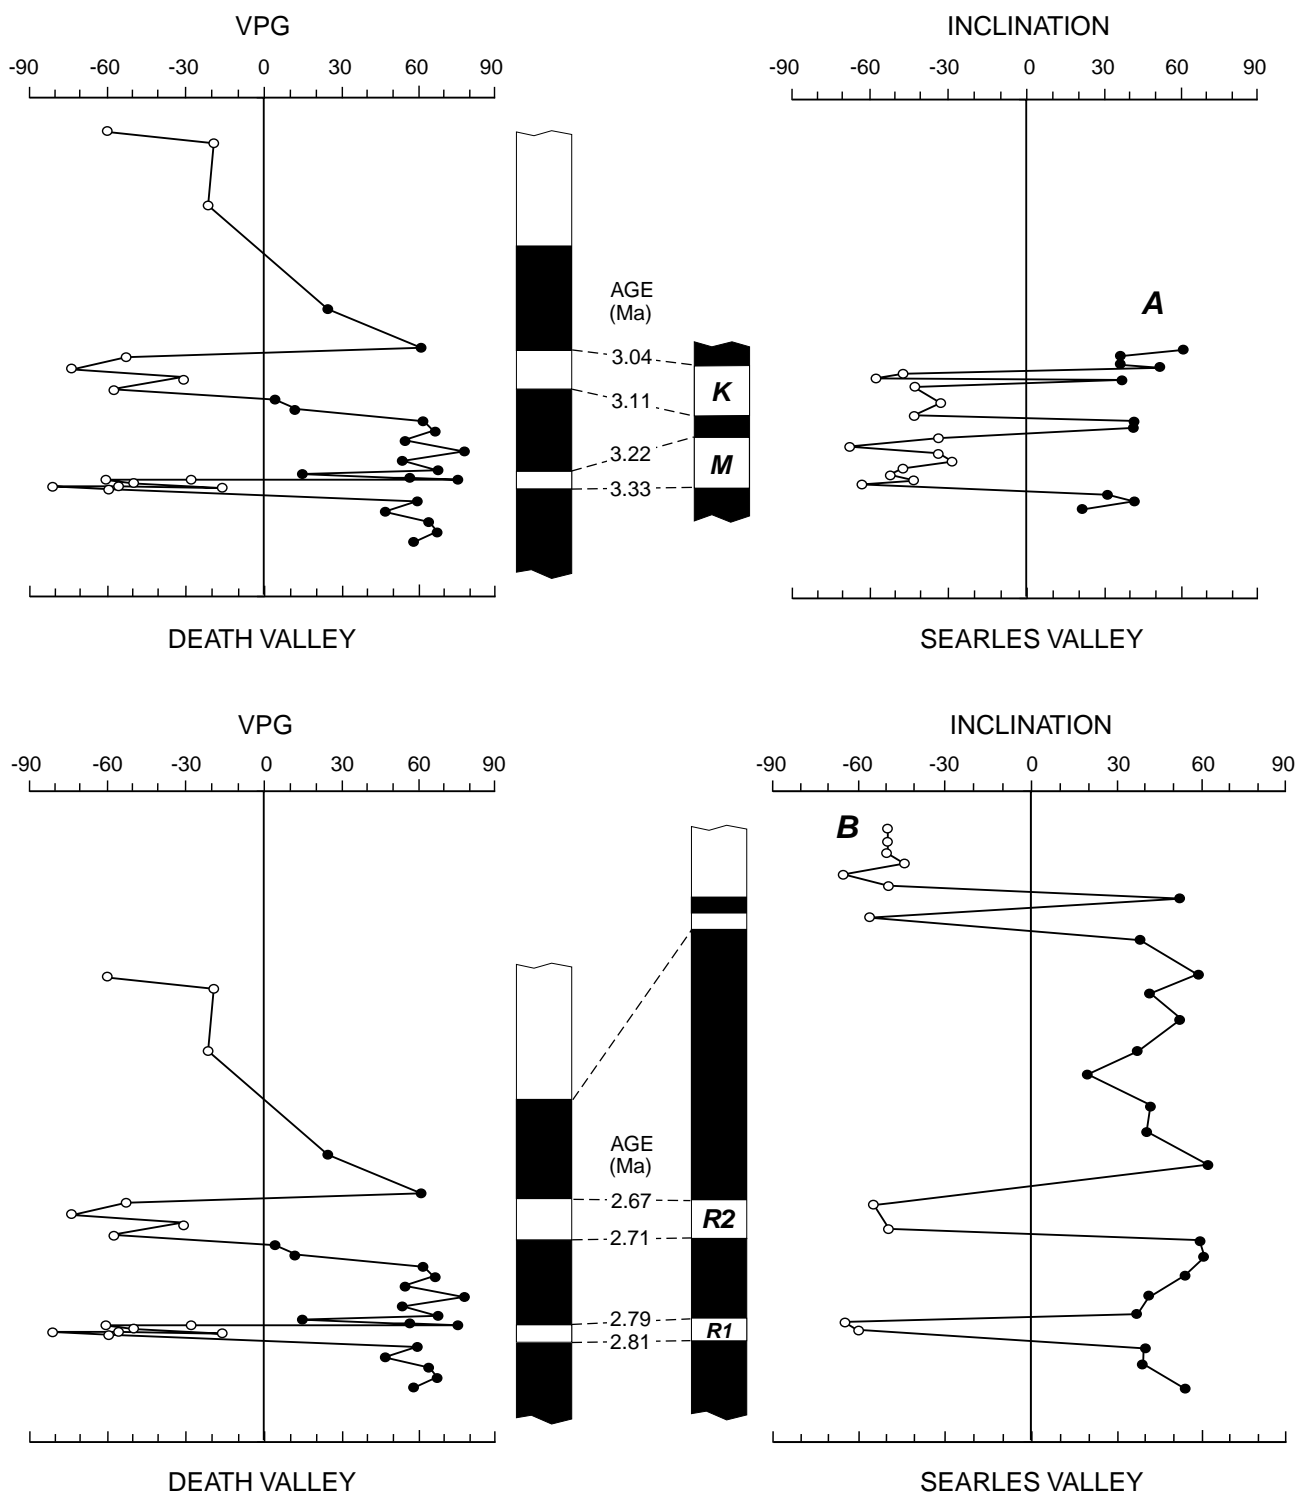 VPG
INCLINATION
-90 -60 -30 0 30 60 90
-90 -60 -30 0 30 60 90
A
AGE
(Ma)
3.04
K
3.11
3.22
M
3.33
DEATH VALLEY
SEARLES VALLEY
VPG
INCLINATION
-90 -60 -30 0 30 60 90
-90 -60 -30 0 30 60 90
B
AGE
(Ma)
2.67
R2
2.71
2.79
R1
2.81
DEATH VALLEY
SEARLES VALLEY